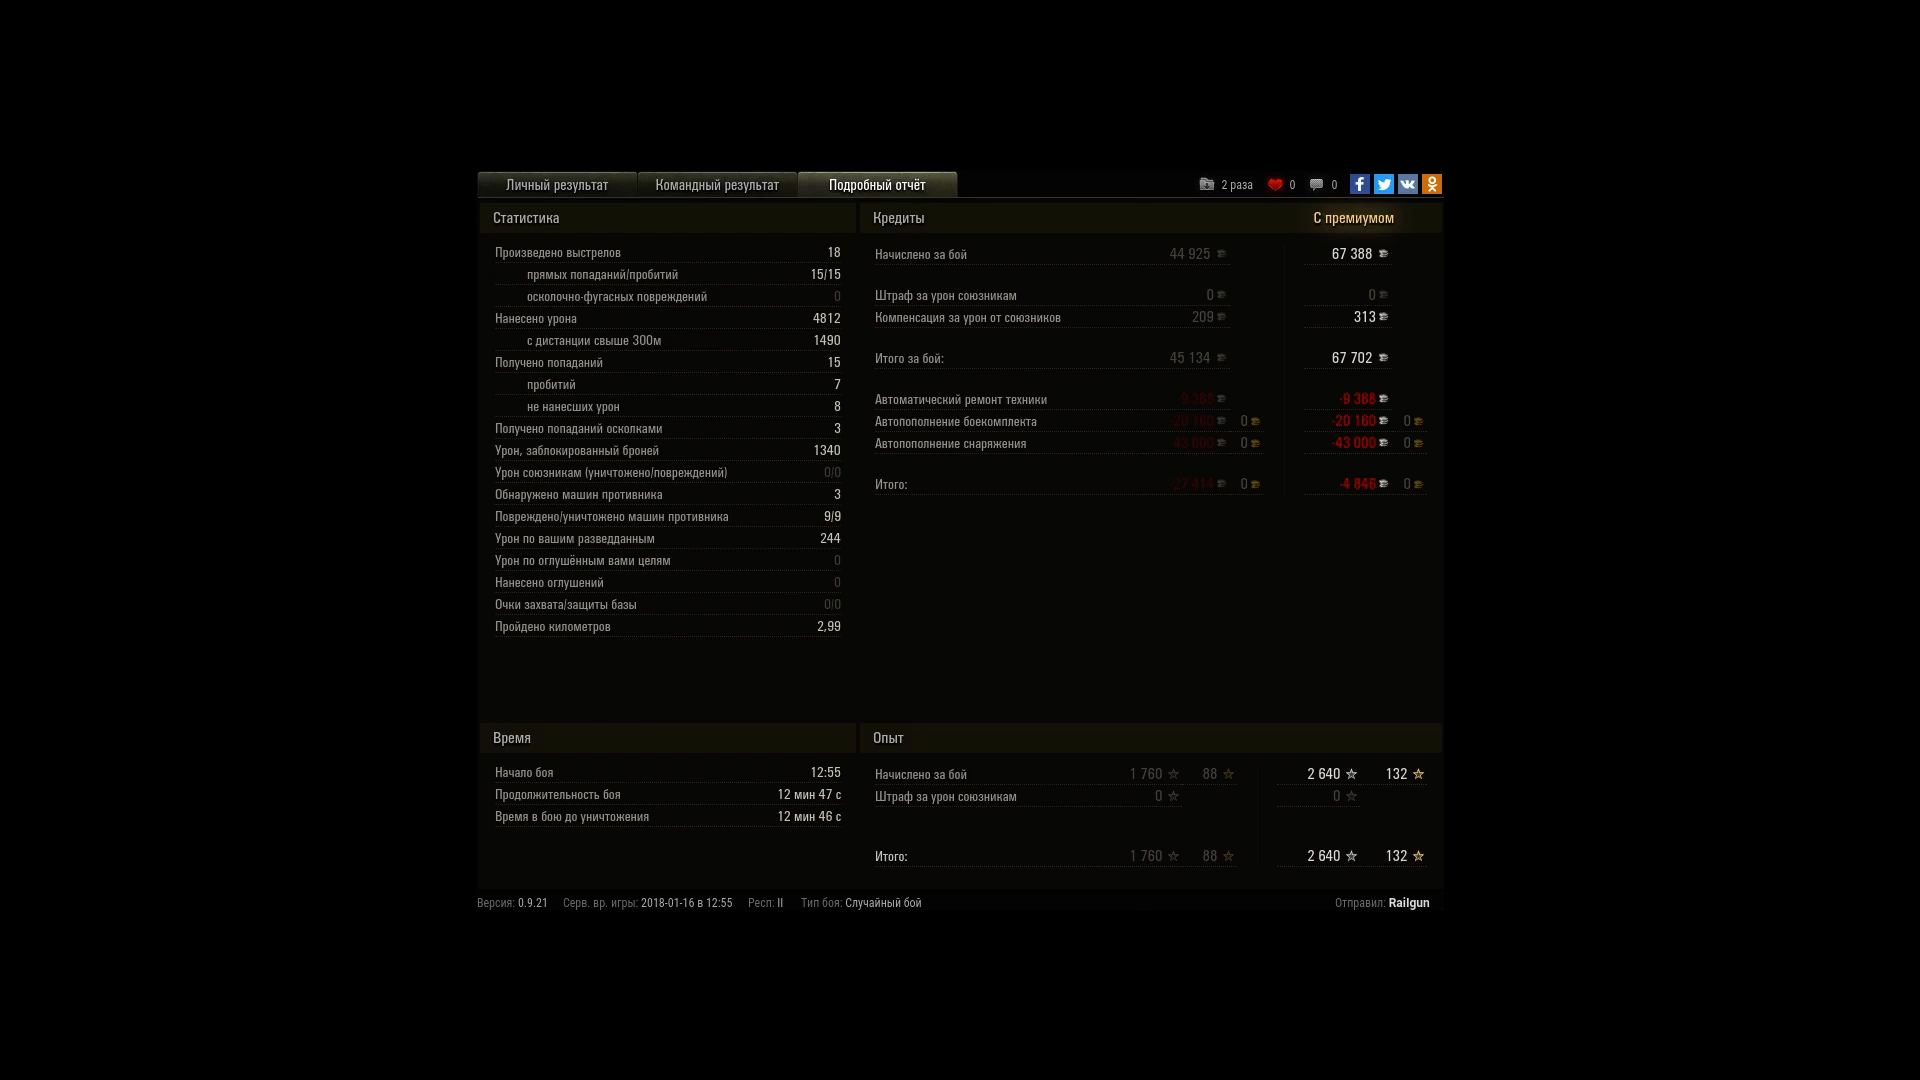 Личный результат Командный результат Подробный отчёт 2 раза 0 0
Статистика
Произведено выстрелов 18
прямых попаданий/пробитий 15/15
осколочно-фугасных повреждений 0
Нанесено урона 4812
с дистанции свыше 300м 1490
Получено попаданий 15
пробитий 7
не нанесших урон 8
Получено попаданий осколками 3
Урон, заблокированный броней 1340
Урон союзникам (уничтожено/повреждений) 0/0
Обнаружено машин противника 3
Повреждено/уничтожено машин противника 9/9
Урон по вашим разведданным 244
Урон по оглушённым вами целям 0
Нанесено оглушений 0
Очки захвата/защиты базы 0/0
Пройдено километров 2,99
Кредиты С премиумом
Начислено за бой 44 925 67 388
Штраф за урон союзникам 0 0
Компенсация за урон от союзников 209 313
Итого за бой: 45 134 67 702
Автоматический ремонт техники -9 388 -9 388
Автопополнение боекомплекта -20 160 0 -20 160 0
Автопополнение снаряжения -43 000 0 -43 000 0
Итого: -27 414 0 -4 846 0
Время
Начало боя 12:55
Продолжительность боя 12 мин 47 с
Время в бою до уничтожения 12 мин 46 с
Опыт
Начислено за бой 1 760 88 2 640 132
Штраф за урон союзникам 0 0
Итого: 1 760 88 2 640 132
Версия: 0.9.21 Серв. вр. игры: 2018-01-16 в 12:55 Респ: II Тип боя: Случайный бой Отправил: Railgun